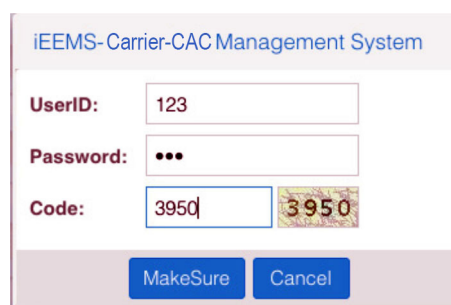 iEEMS-Carrier-CAC Management System
UserID: 123
Password: •••
Code: 3950 3950
MakeSure Cancel